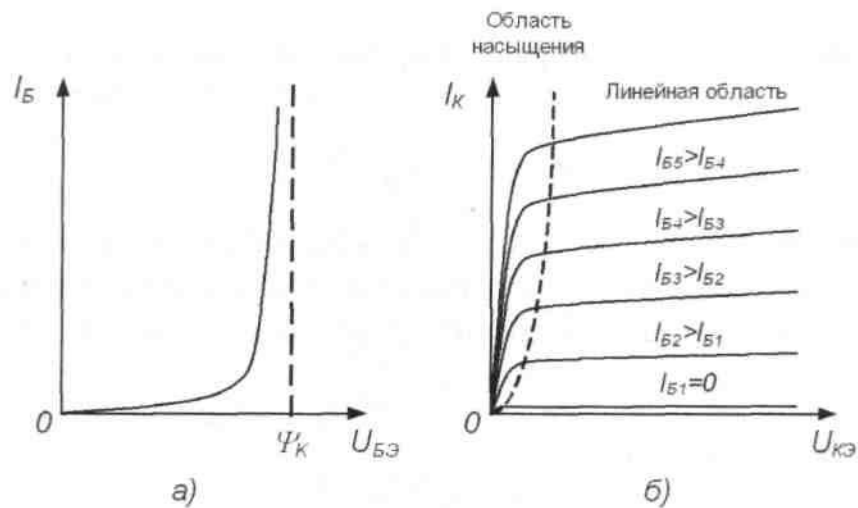 Область
насыщения
I_Б
I_К
Линейная область
I_Б5>I_Б4
I_Б4>I_Б3
I_Б3>I_Б2
I_Б2>I_Б1
I_Б1=0
0
Ψ_К
U_БЭ
0
U_КЭ
а)
б)